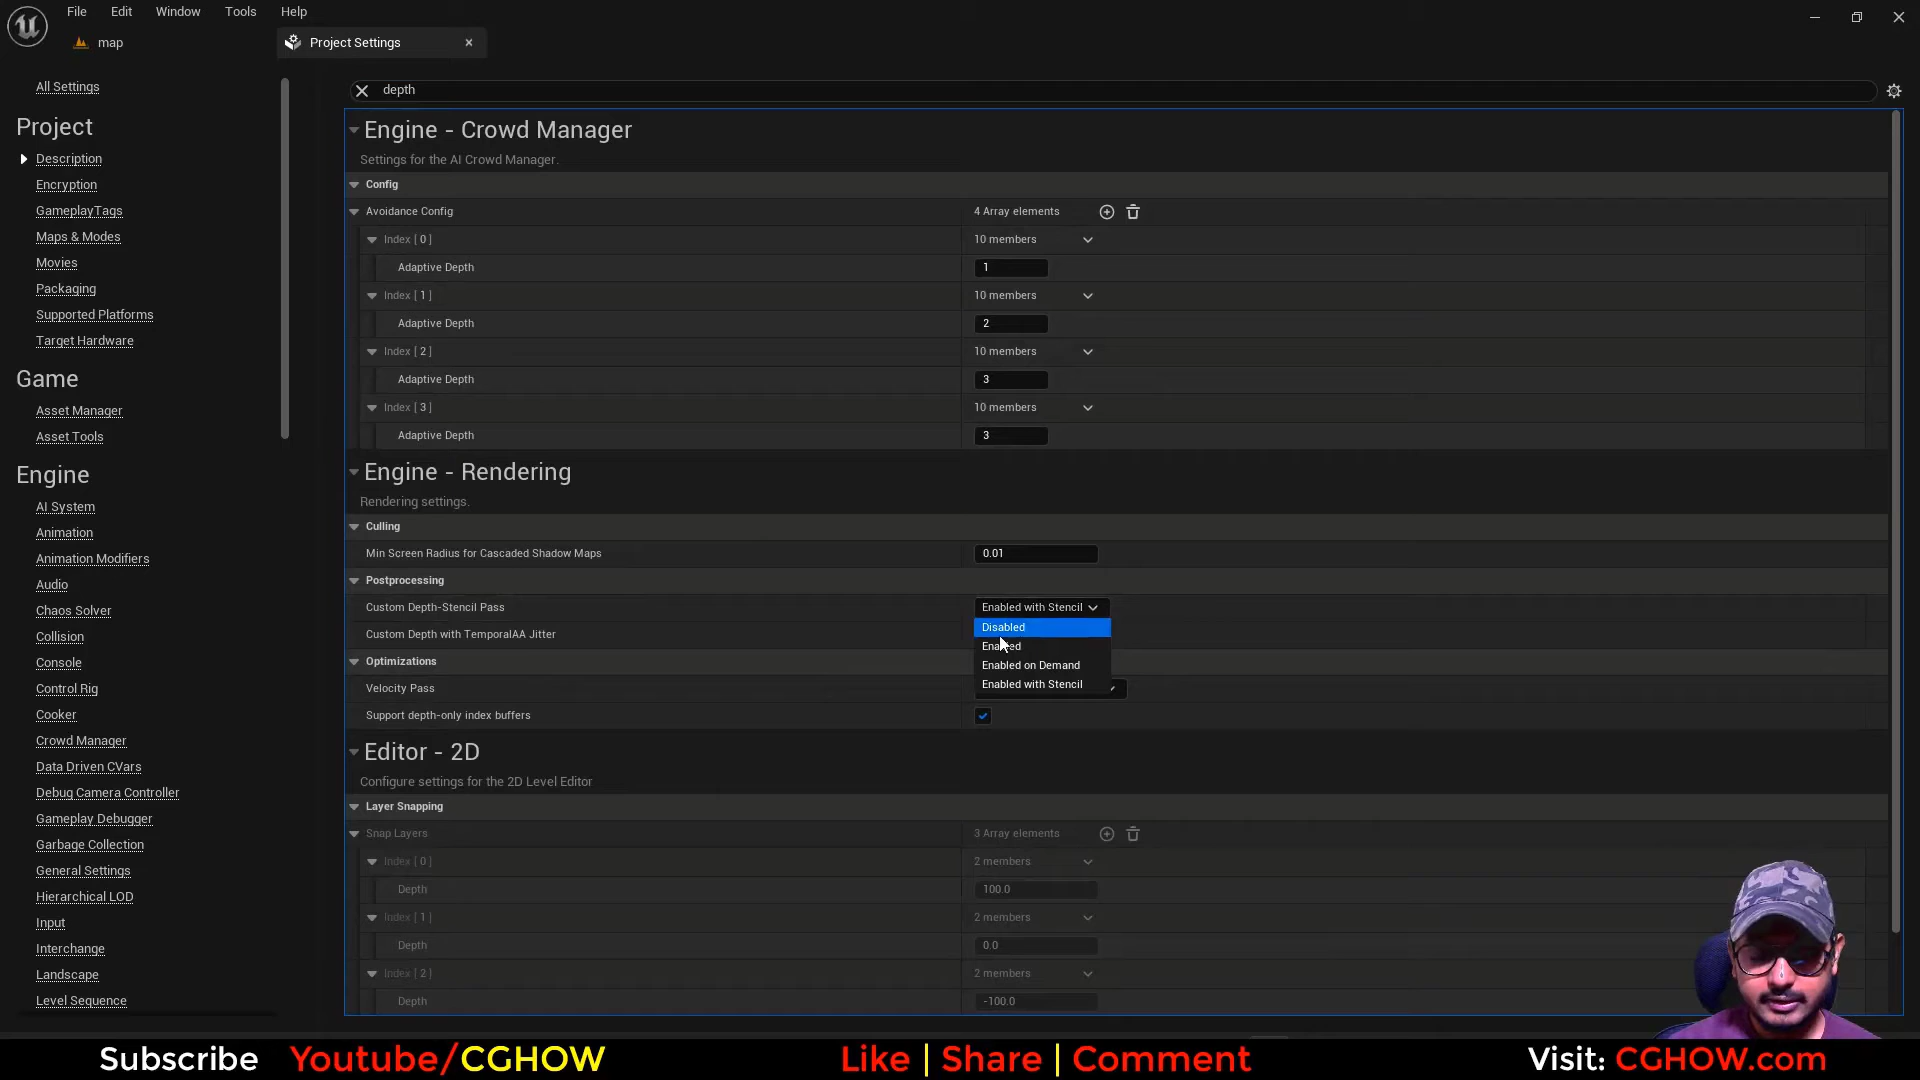 File Edit Window Tools Help
map
Project Settings
All Settings
Project
Description
Encryption
GameplayTags
Maps & Modes
Movies
Packaging
Supported Platforms
Target Hardware
Game
Asset Manager
Asset Tools
Engine
AI System
Animation
Animation Modifiers
Audio
Chaos Solver
Collision
Console
Control Rig
Cooker
Crowd Manager
Data Driven CVars
Debug Camera Controller
Gameplay Debugger
Garbage Collection
General Settings
Hierarchical LOD
Input
Interchange
Landscape
Level Sequence
depth
Engine - Crowd Manager
Settings for the AI Crowd Manager.
Config
Avoidance Config 4 Array elements
Index [ 0 ] 10 members
Adaptive Depth 1
Index [ 1 ] 10 members
Adaptive Depth 2
Index [ 2 ] 10 members
Adaptive Depth 3
Index [ 3 ] 10 members
Adaptive Depth 3
Engine - Rendering
Rendering settings.
Culling
Min Screen Radius for Cascaded Shadow Maps 0.01
Postprocessing
Custom Depth-Stencil Pass Enabled with Stencil
Disabled
Custom Depth with TemporalAA Jitter
Enabled
Optimizations
Enabled on Demand
Velocity Pass
Enabled with Stencil
Support depth-only index buffers
Editor - 2D
Configure settings for the 2D Level Editor
Layer Snapping
Snap Layers 3 Array elements
Index [ 0 ] 2 members
Depth 100.0
Index [ 1 ] 2 members
Depth 0.0
Index [ 2 ] 2 members
Depth -100.0
Subscribe Youtube/CGHOW Like | Share | Comment Visit: CGHOW.com